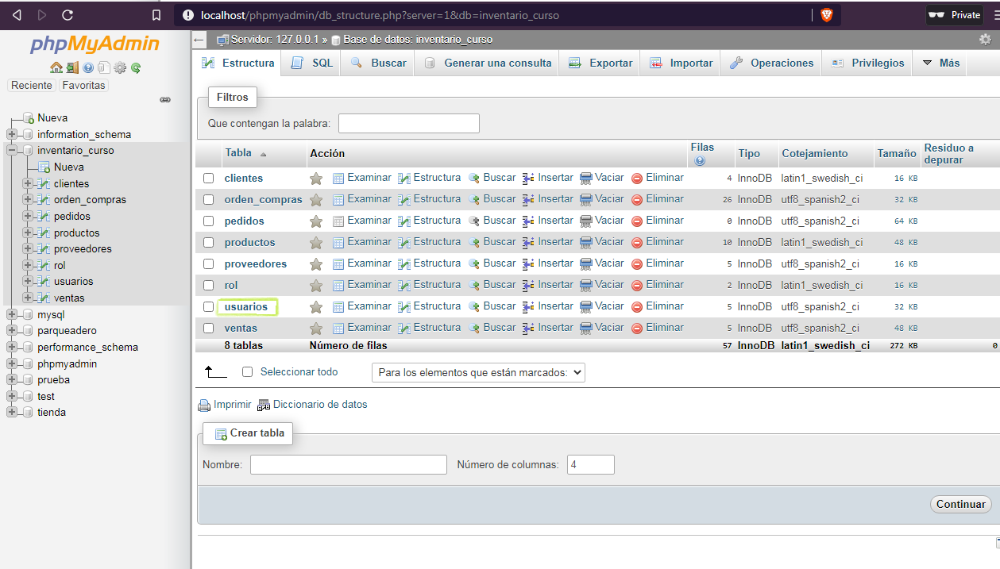 localhost/phpmyadmin/db_structure.php?server=1&db=inventario_curso
Private
phpMyAdmin
Reciente Favoritas
Nueva
information_schema
inventario_curso
Nueva
clientes
orden_compras
pedidos
productos
proveedores
rol
usuarios
ventas
mysql
parqueadero
performance_schema
phpmyadmin
prueba
test
tienda
Servidor: 127.0.0.1 » Base de datos: inventario_curso
Estructura SQL Buscar Generar una consulta Exportar Importar Operaciones Privilegios Más
Filtros
Que contengan la palabra:
Tabla Acción Filas Tipo Cotejamiento Tamaño Residuo a depurar
clientes Examinar Estructura Buscar Insertar Vaciar Eliminar 4 InnoDB latin1_swedish_ci 16 KB
orden_compras Examinar Estructura Buscar Insertar Vaciar Eliminar 26 InnoDB utf8_spanish2_ci 32 KB
pedidos Examinar Estructura Buscar Insertar Vaciar Eliminar 0 InnoDB utf8_spanish2_ci 64 KB
productos Examinar Estructura Buscar Insertar Vaciar Eliminar 10 InnoDB latin1_swedish_ci 48 KB
proveedores Examinar Estructura Buscar Insertar Vaciar Eliminar 5 InnoDB utf8_spanish2_ci 16 KB
rol Examinar Estructura Buscar Insertar Vaciar Eliminar 2 InnoDB latin1_swedish_ci 16 KB
usuarios Examinar Estructura Buscar Insertar Vaciar Eliminar 5 InnoDB utf8_spanish2_ci 32 KB
ventas Examinar Estructura Buscar Insertar Vaciar Eliminar 5 InnoDB utf8_spanish2_ci 48 KB
8 tablas Número de filas 57 InnoDB latin1_swedish_ci 272 KB 0
Seleccionar todo Para los elementos que están marcados:
Imprimir Diccionario de datos
Crear tabla
Nombre: Número de columnas: 4
Continuar